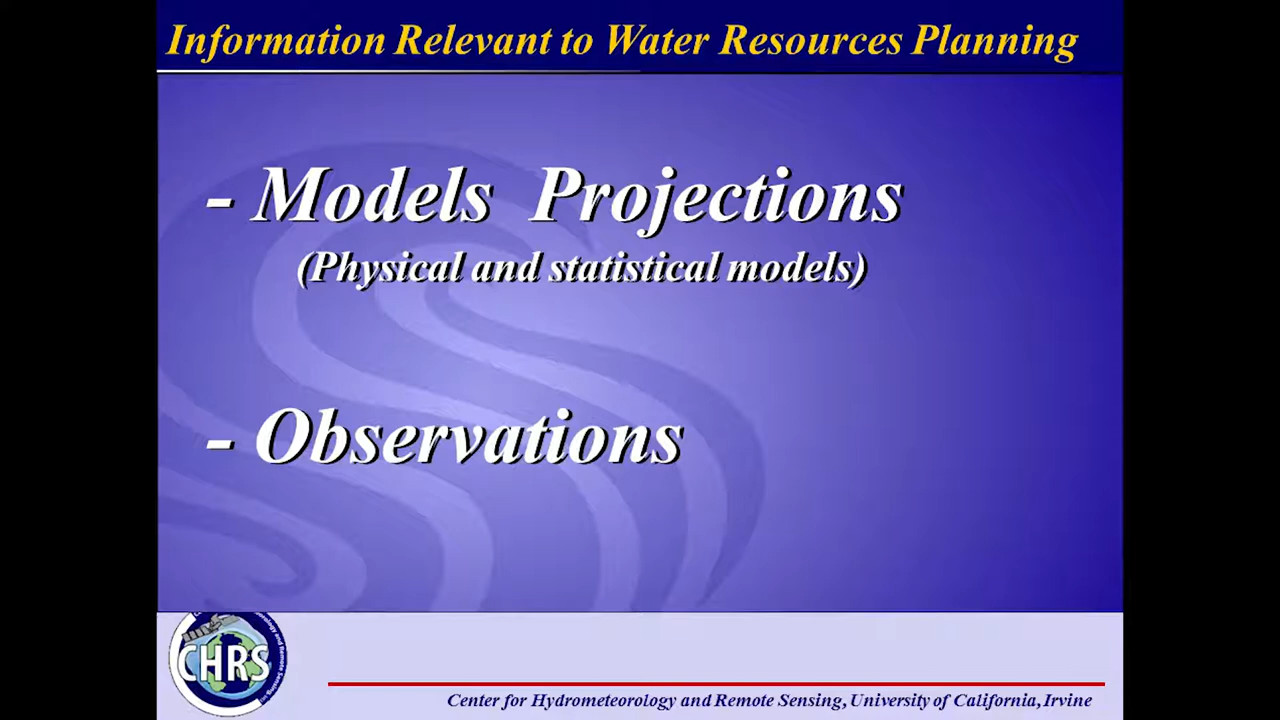 Information Relevant to Water Resources Planning
- Models Projections
(Physical and statistical models)
- Observations
CHRS
Center for Hydrometeorology and Remote Sensing, University of California, Irvine